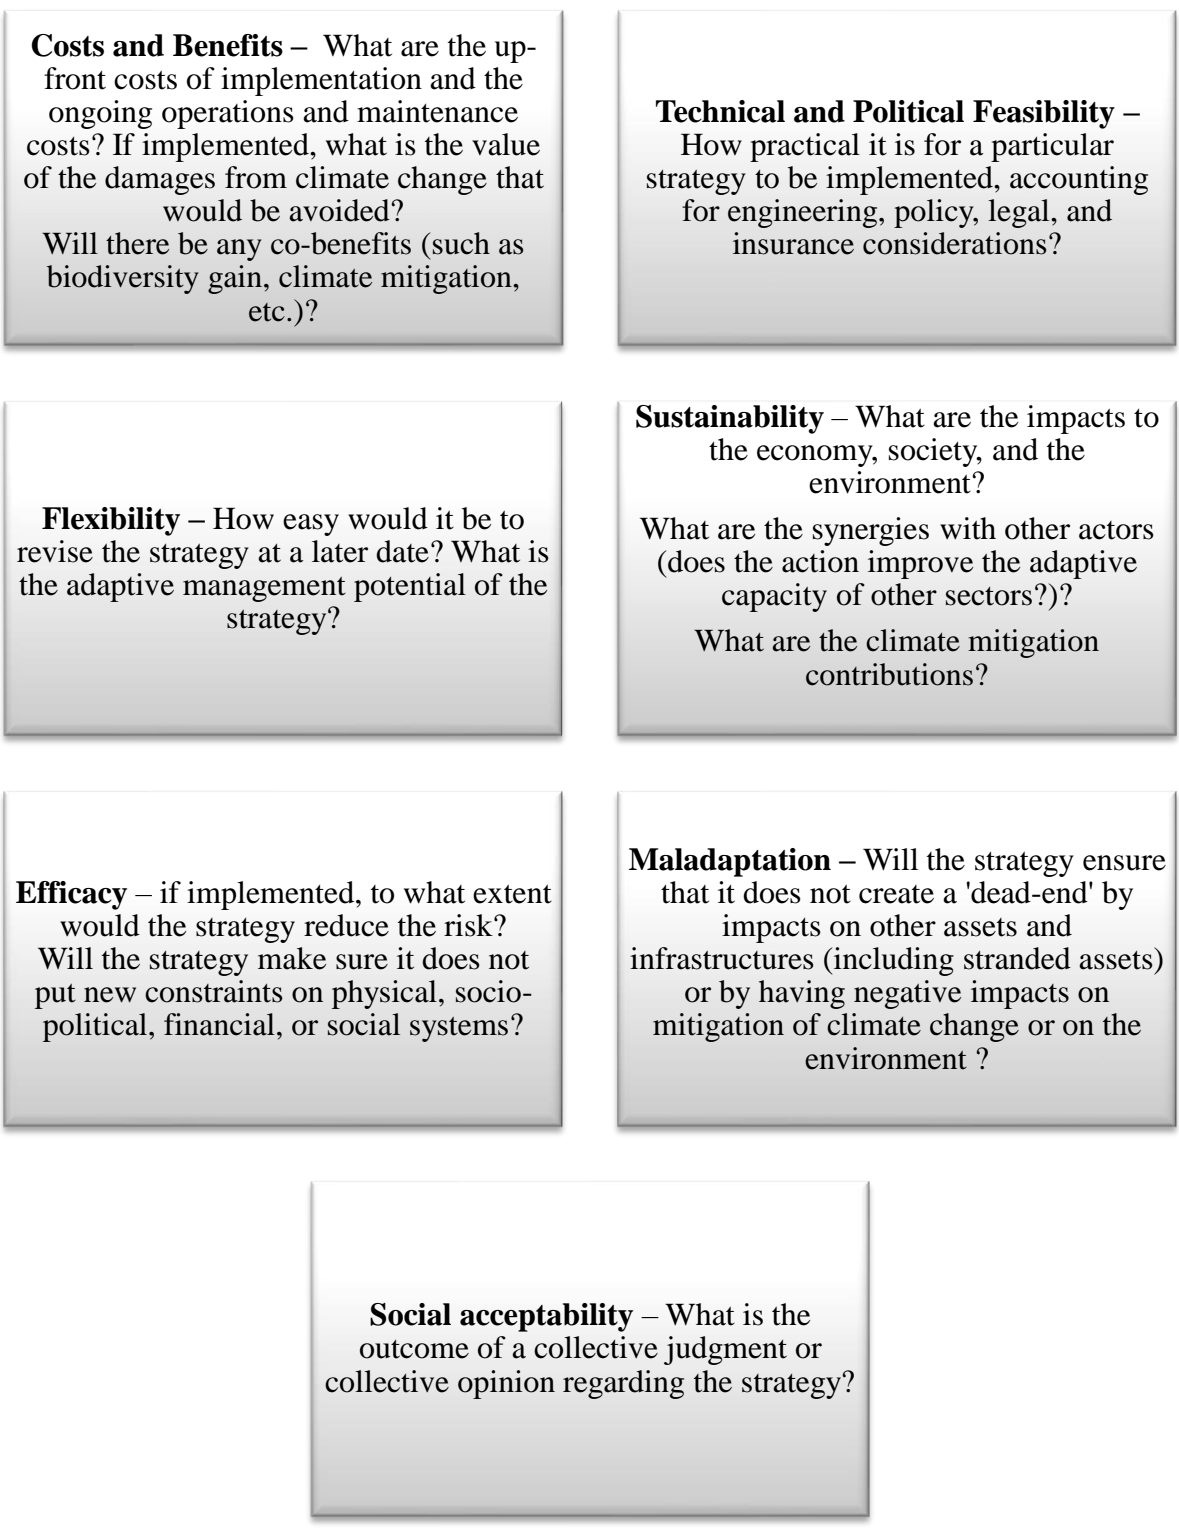 Costs and Benefits – What are the up-
front costs of implementation and the
ongoing operations and maintenance
costs? If implemented, what is the value
of the damages from climate change that
would be avoided?
Will there be any co-benefits (such as
biodiversity gain, climate mitigation,
etc.)?
Technical and Political Feasibility –
How practical it is for a particular
strategy to be implemented, accounting
for engineering, policy, legal, and
insurance considerations?
Flexibility – How easy would it be to
revise the strategy at a later date? What is
the adaptive management potential of the
strategy?
Sustainability – What are the impacts to
the economy, society, and the
environment?
What are the synergies with other actors
(does the action improve the adaptive
capacity of other sectors?)?
What are the climate mitigation
contributions?
Efficacy – if implemented, to what extent
would the strategy reduce the risk?
Will the strategy make sure it does not
put new constraints on physical, socio-
political, financial, or social systems?
Maladaptation – Will the strategy ensure
that it does not create a 'dead-end' by
impacts on other assets and
infrastructures (including stranded assets)
or by having negative impacts on
mitigation of climate change or on the
environment ?
Social acceptability – What is the
outcome of a collective judgment or
collective opinion regarding the strategy?